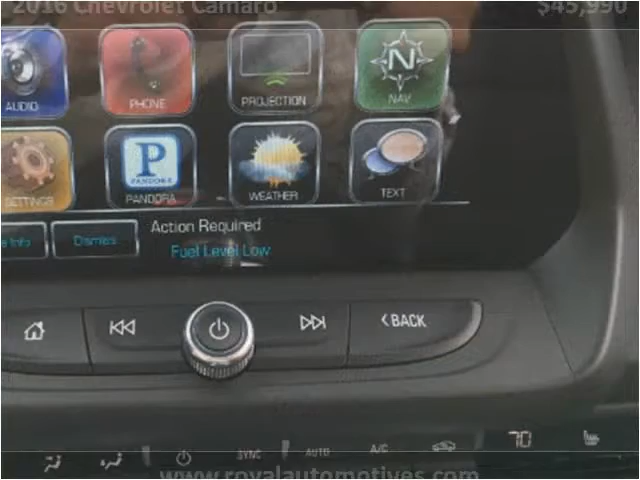 2016 Chevrolet Camaro $45,990
AUDIO PHONE PROJECTION NAV
N
SETTINGS PANDORA WEATHER TEXT
P
PANDORA
e Info Dismiss Action Required
Fuel Level Low
BACK
SYNC AUTO A/C 70
www.royalautomotives.com